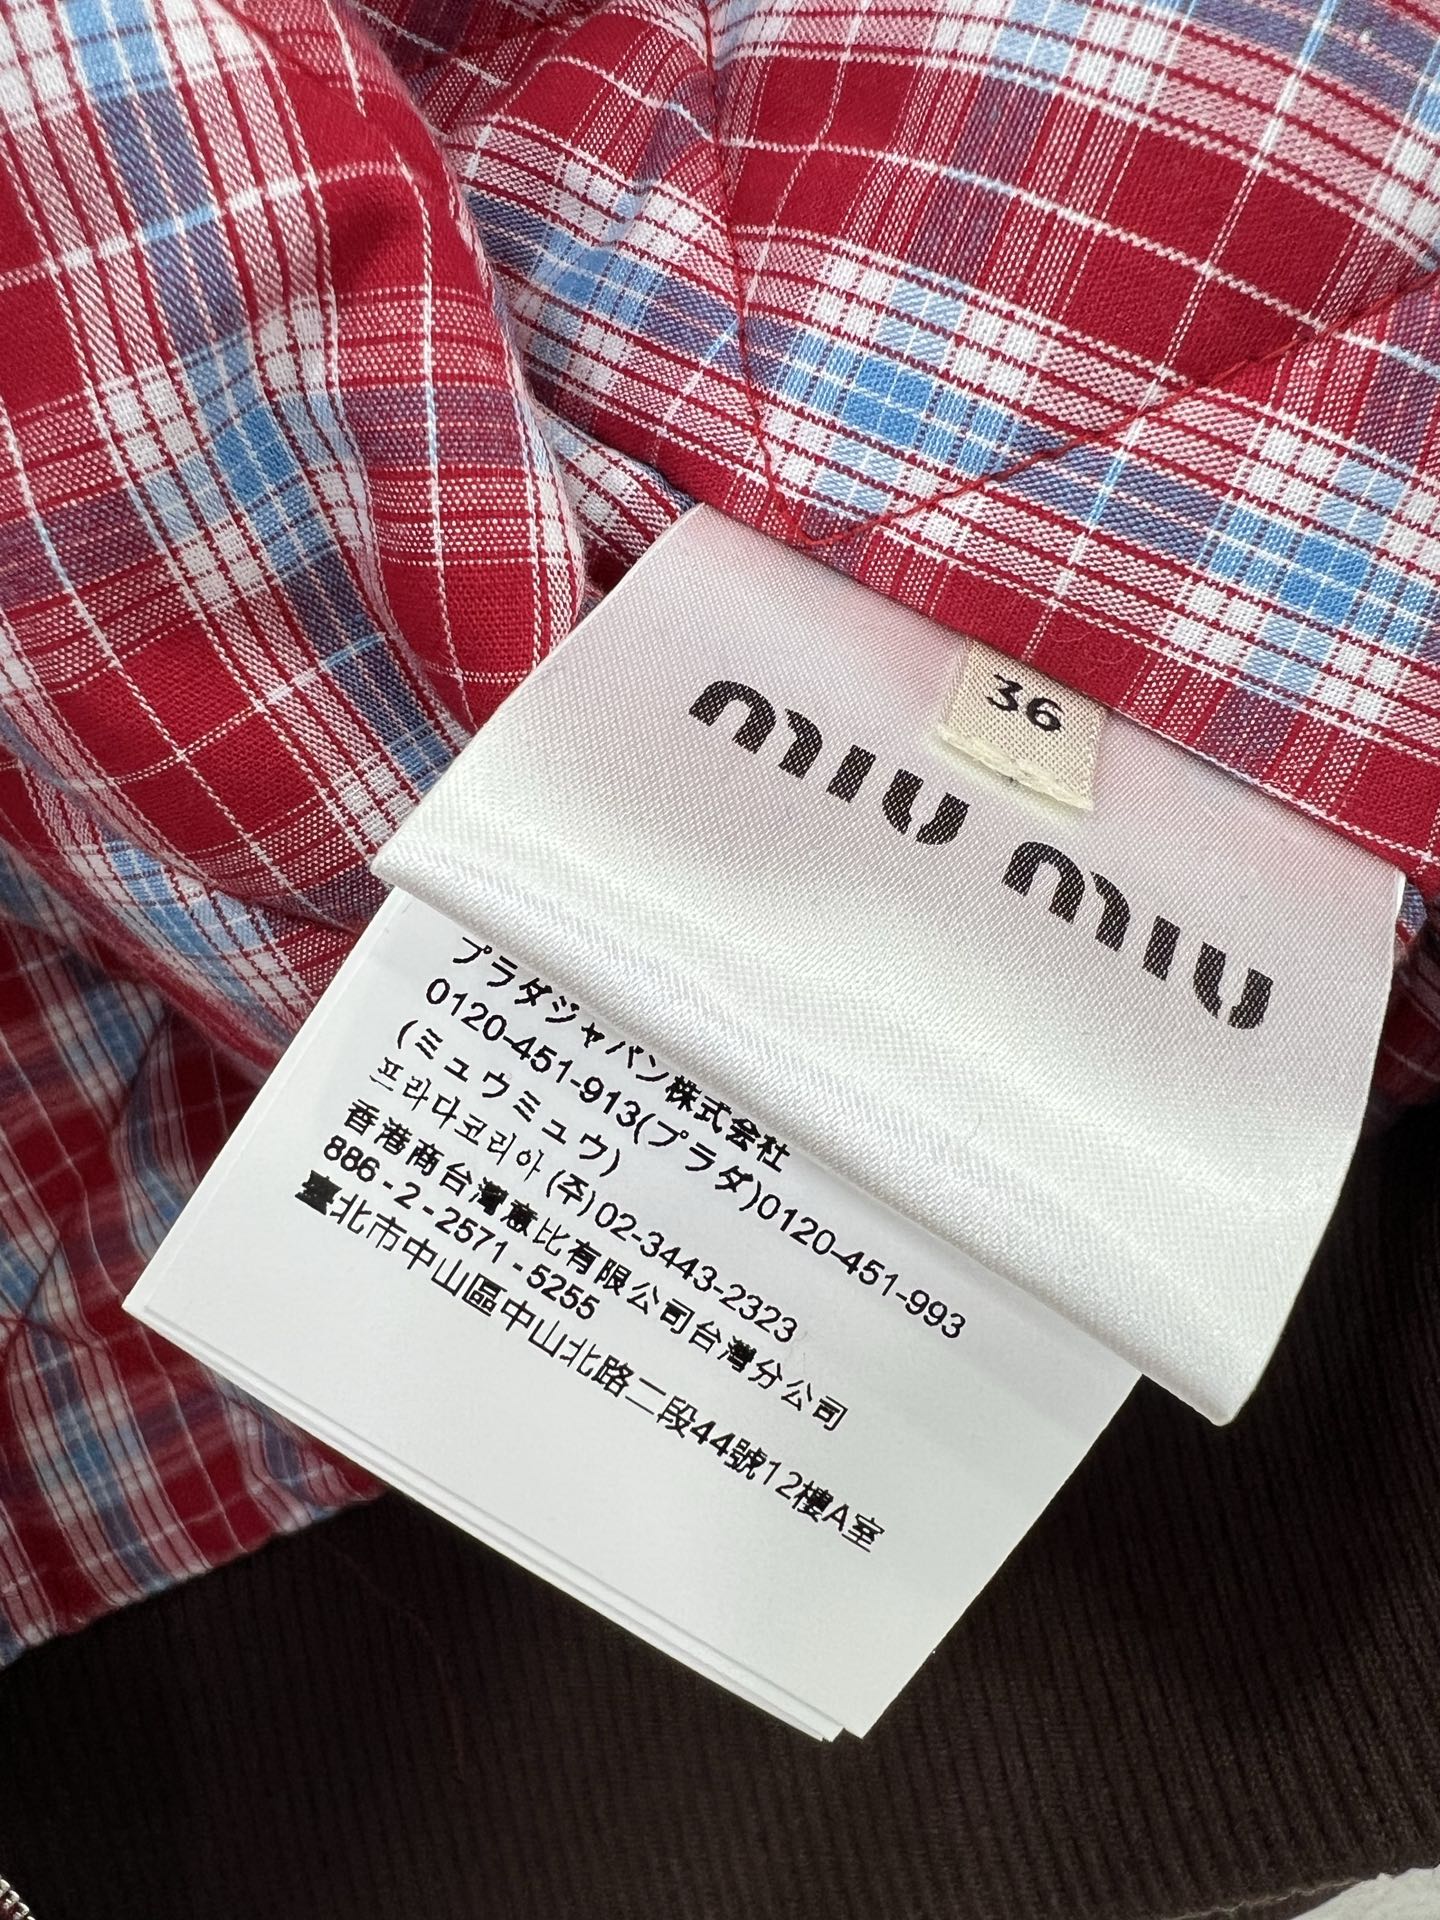 36
miu miu
プラダジャパン株式会社
0120-451-913(プラダ)0120-451-993
(ミュウミュウ)
프라다코리아(주)02-3443-2323
香港商台灣惠比有限公司台灣分公司
886-2-2571-5255
臺北市中山區中山北路二段44號12樓A室